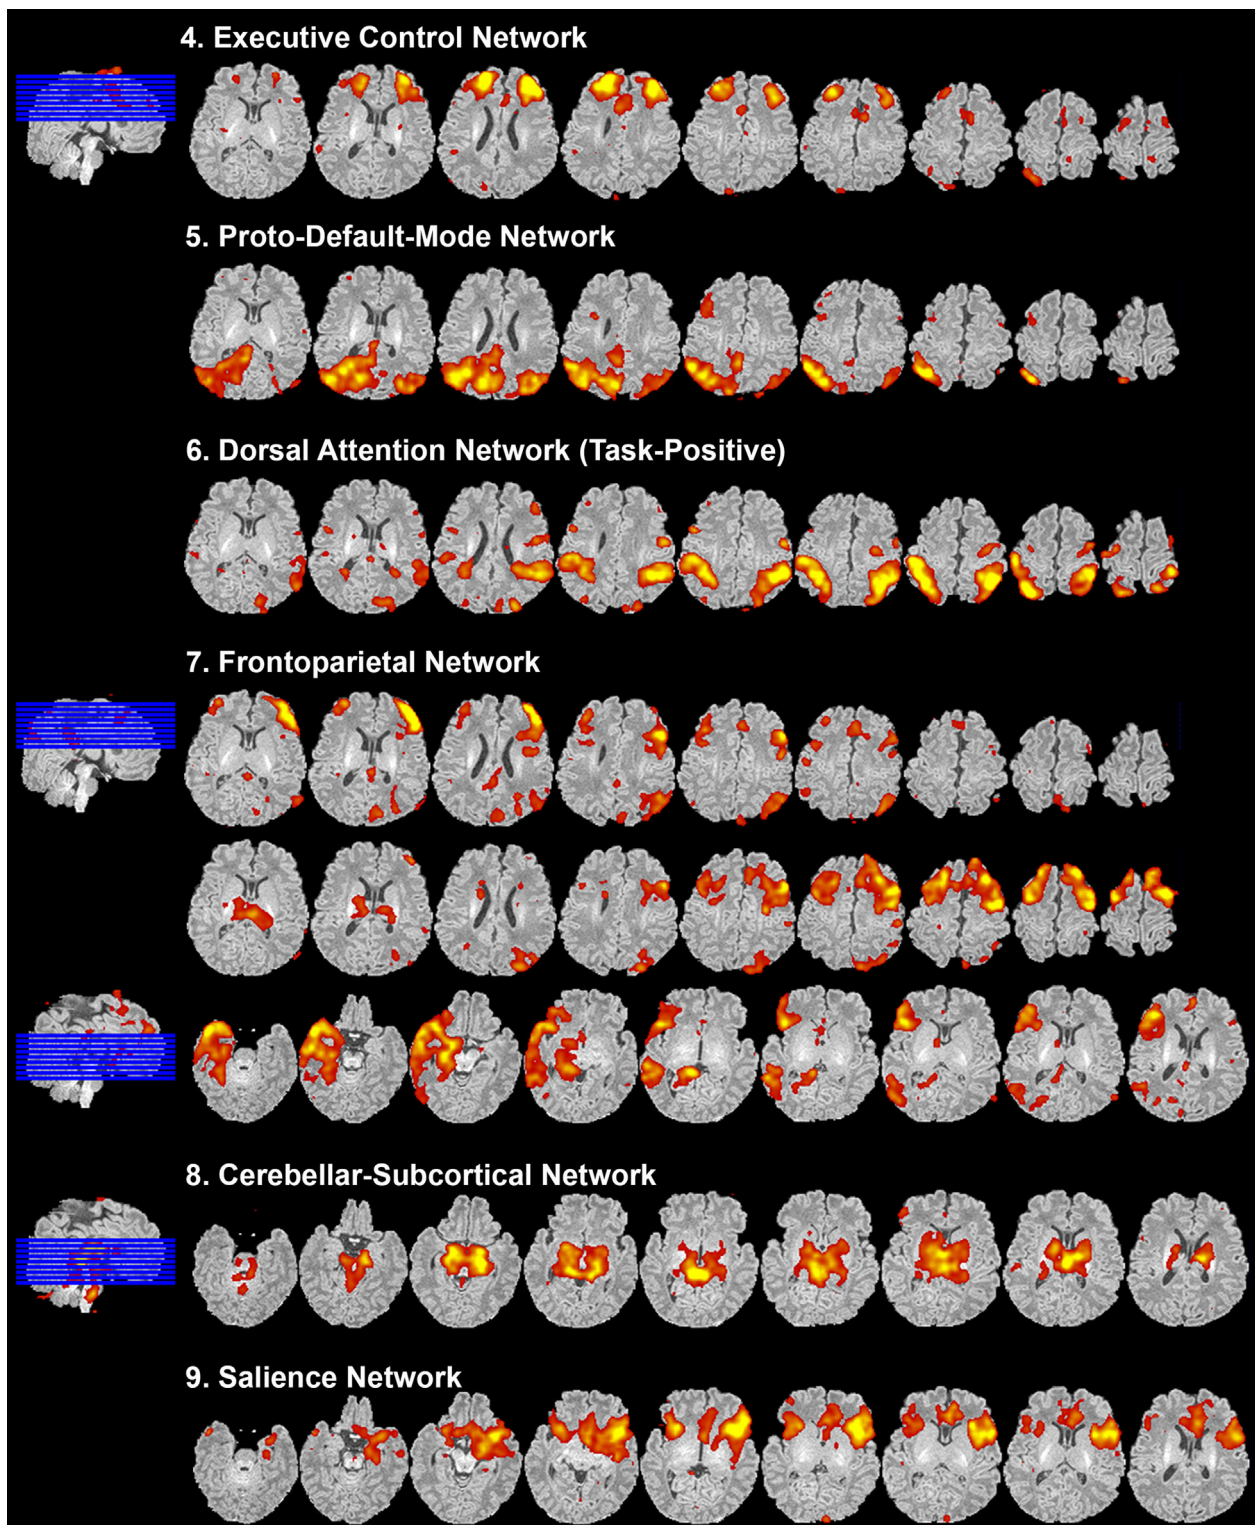 4. Executive Control Network
5. Proto-Default-Mode Network
6. Dorsal Attention Network (Task-Positive)
7. Frontoparietal Network
8. Cerebellar-Subcortical Network
9. Salience Network